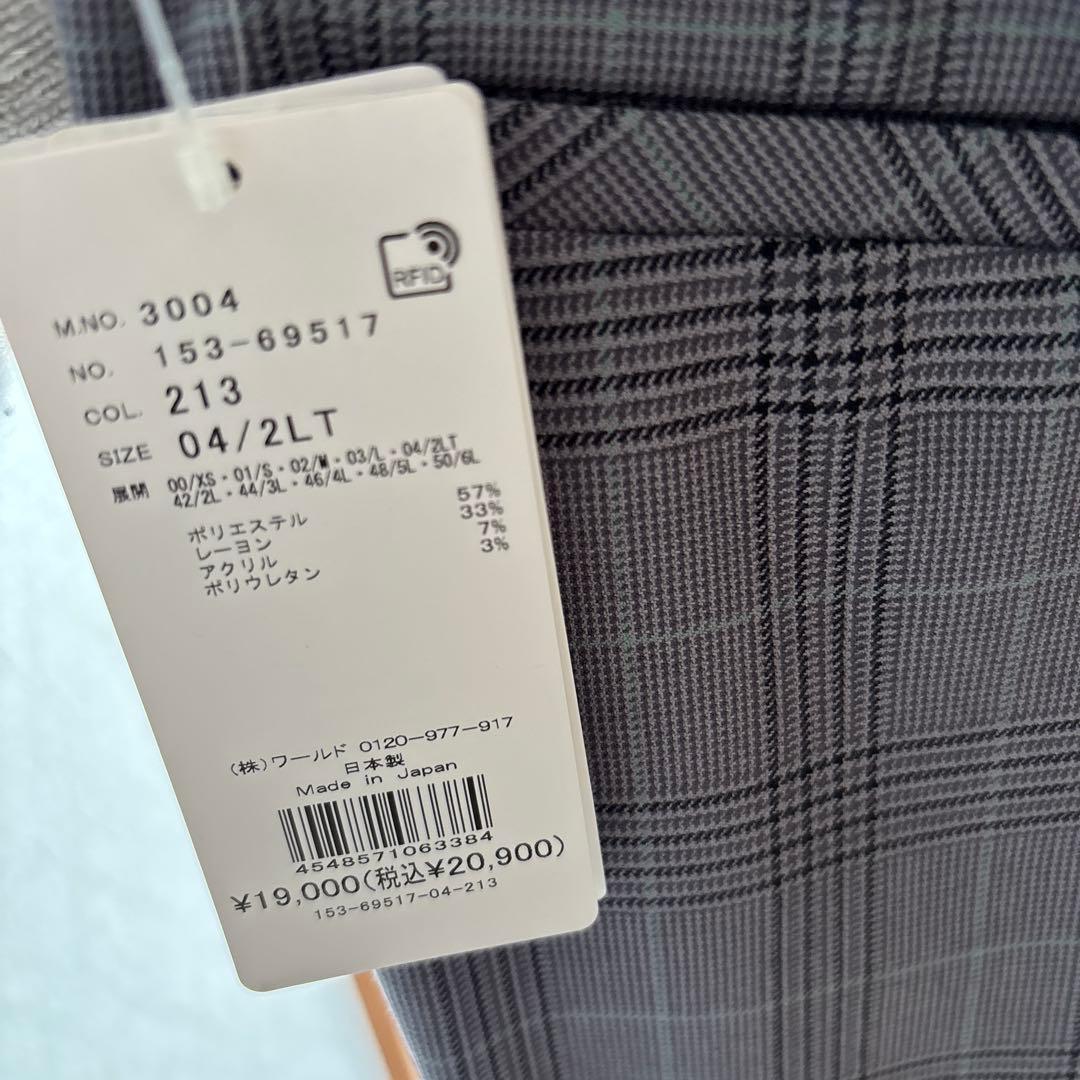 RFID
M.NO. 3004
NO. 153-69517
COL. 213
SIZE 04/2LT
展開 00/XS・01/S・02/M・03/L・04/2LT
42/2L・44/3L・46/4L・48/5L・50/6L
ポリエステル 57%
レーヨン 33%
アクリル 7%
ポリウレタン 3%
(株)ワールド 0120-977-917
日本製
Made in Japan
4548571063384
¥19,000(税込¥20,900)
153-69517-04-213